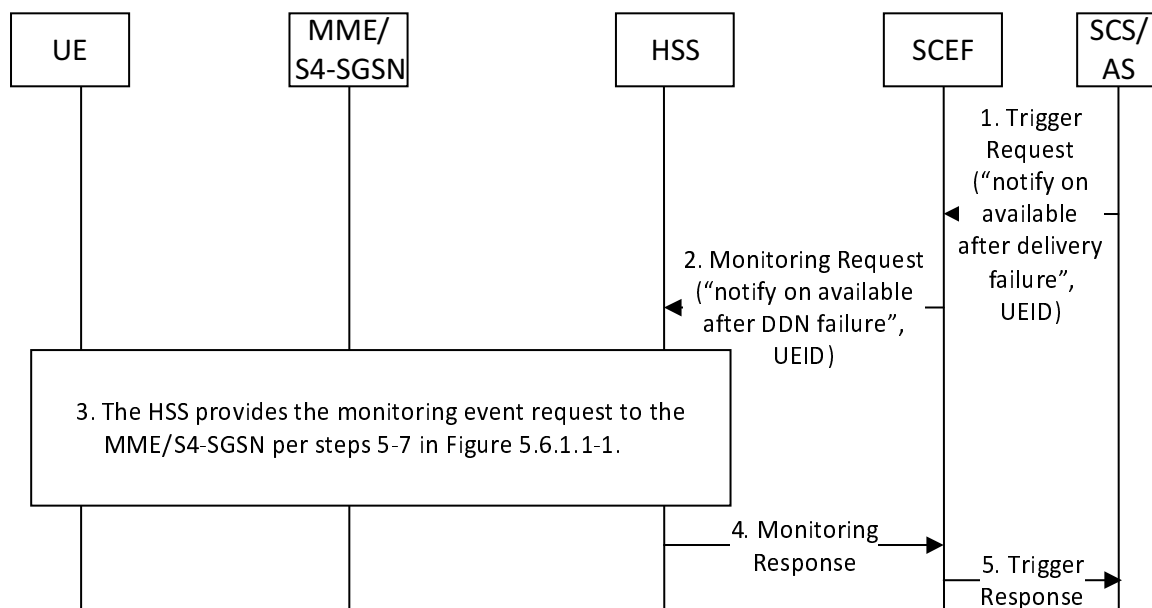 UE
MME/
S4-SGSN
HSS
SCEF
SCS/
AS
1. Trigger
Request
(“notify on
available
after delivery
failure”,
UEID)
2. Monitoring Request
(“notify on available
after DDN failure”,
UEID)
3. The HSS provides the monitoring event request to the
MME/S4-SGSN per steps 5-7 in Figure 5.6.1.1-1.
4. Monitoring
Response
5. Trigger
Response